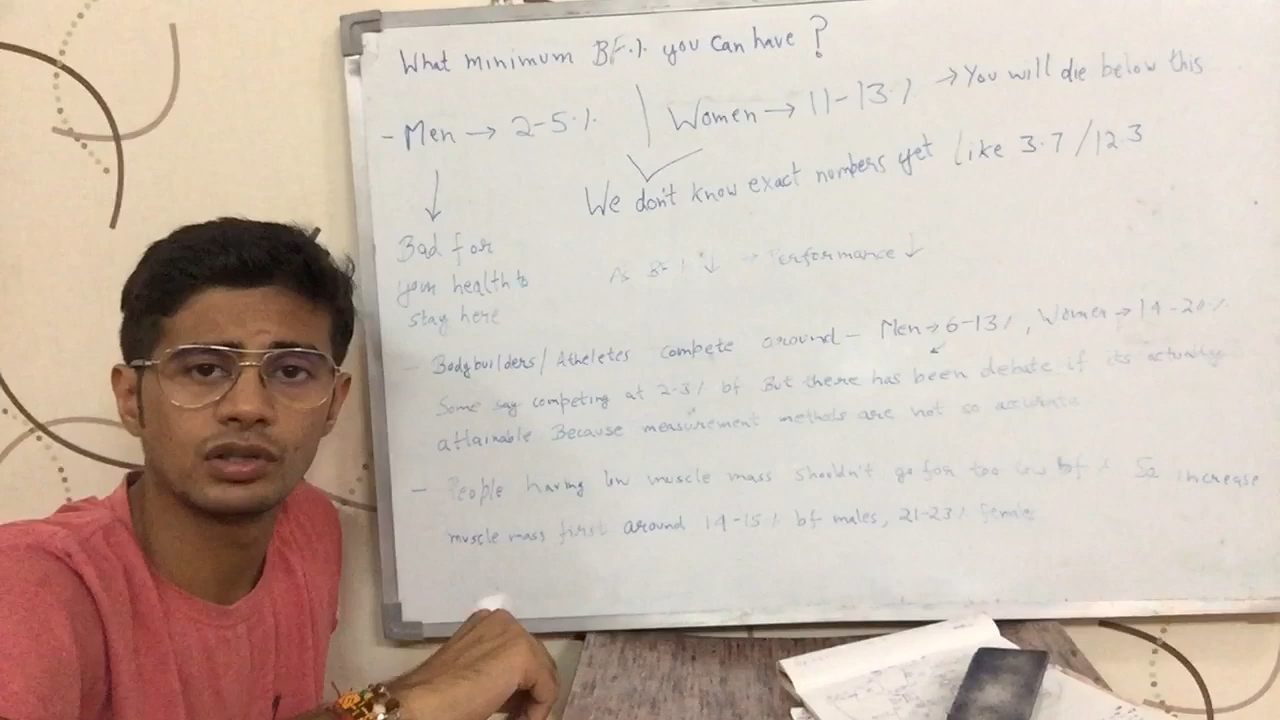 What minimum BF.% you can have ?
- Men → 2-5% | Women → 11-13% → You will die below this
We don't know exact numbers yet like 3.7/12.3
Bad for
your health to
stay here
As BF% ↓ → Performance ↓
- Bodybuilders/Atheletes compete around - Men → 6-13%, Women → 14-20%
Some say competing at 2-3% bf But there has been debate if its actually
attainable Because measurement methods are not so accurate
- People having low muscle mass shouldn't go for too low bf % So increase
muscle mass first around 14-15% bf males, 21-23% Female